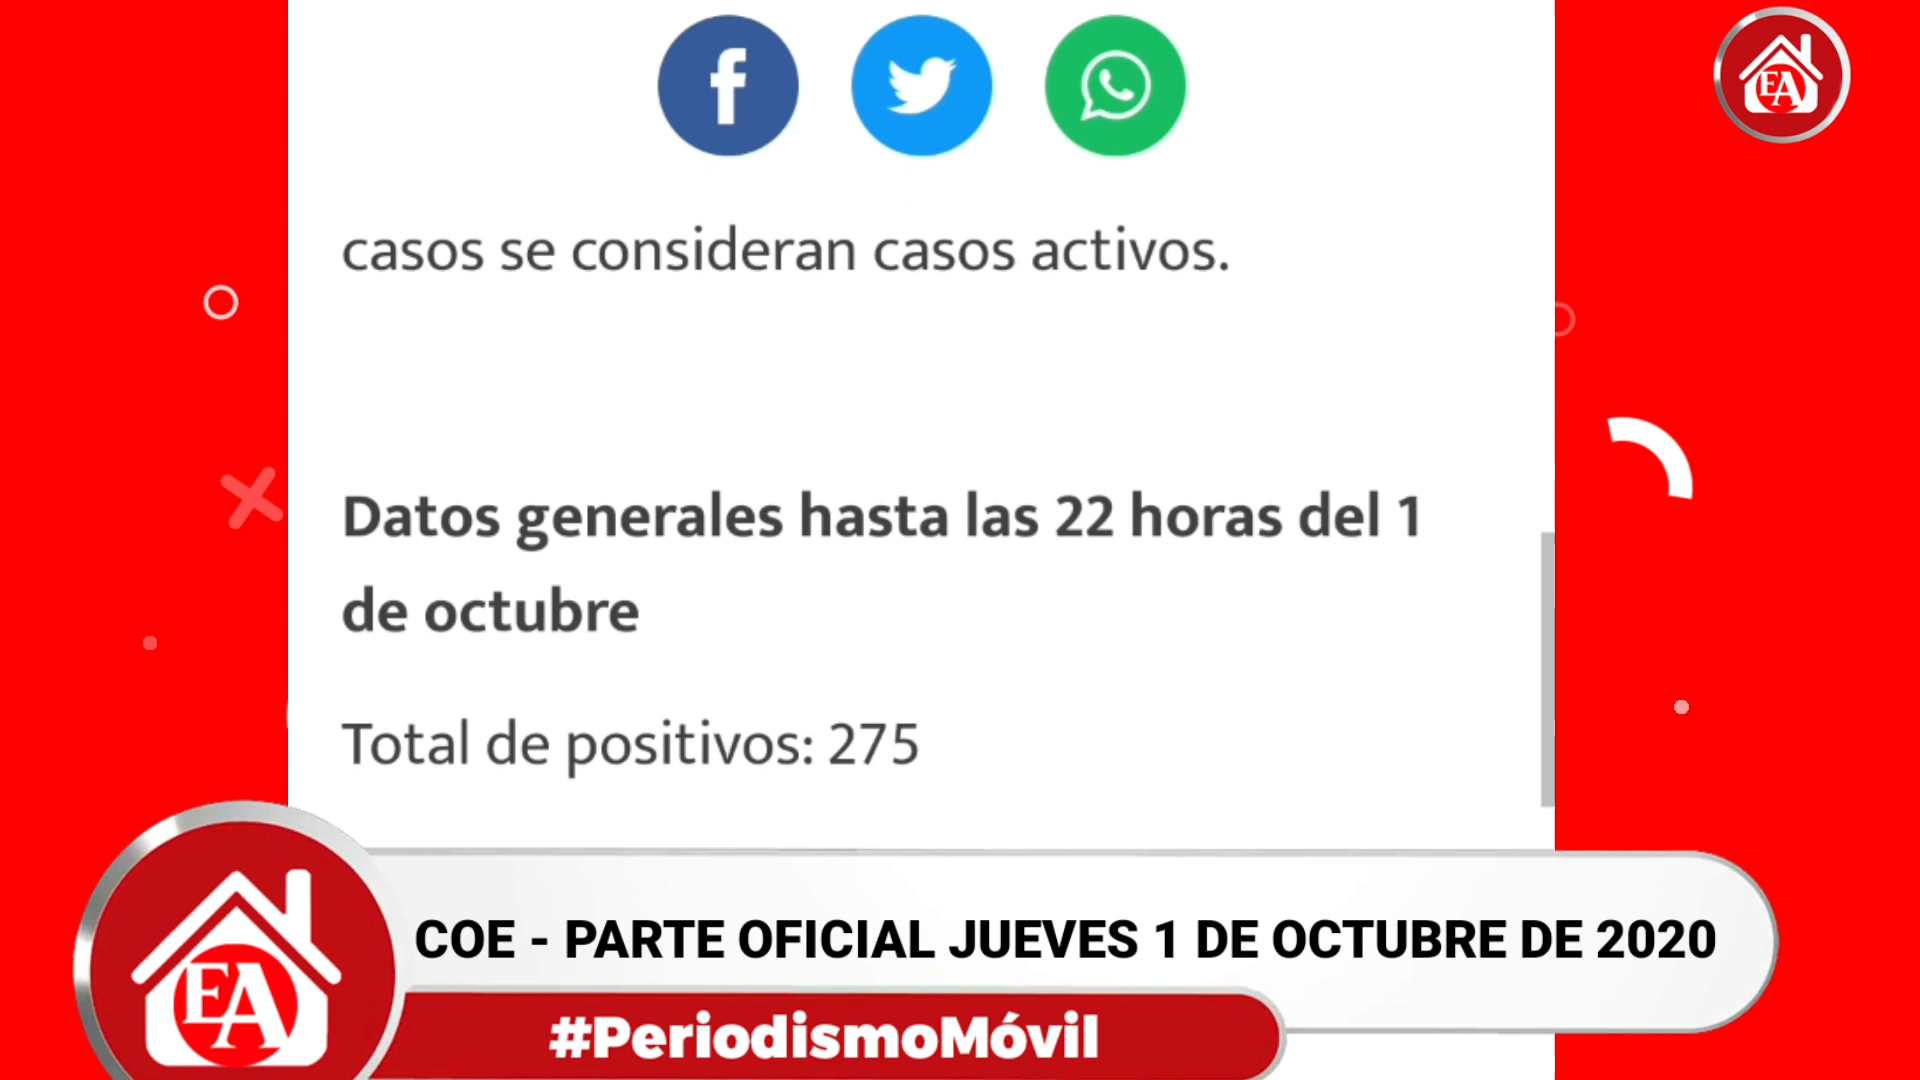 EA
casos se consideran casos activos.
Datos generales hasta las 22 horas del 1
de octubre
Total de positivos: 275
COE - PARTE OFICIAL JUEVES 1 DE OCTUBRE DE 2020
EA
#PeriodismoMóvil